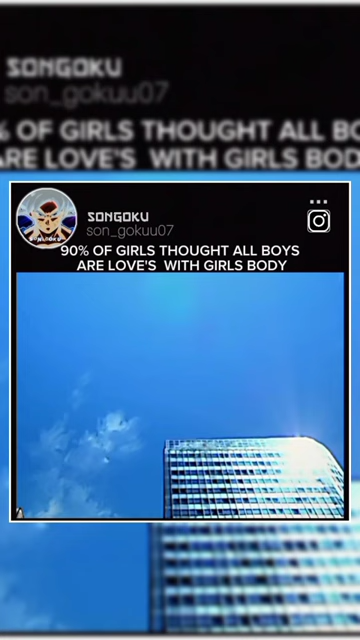 SONGOKU
son_gokuu07
% OF GIRLS THOUGHT ALL BO
ARE LOVE'S WITH GIRLS BOD
SONGOKU
son_gokuu07
90% OF GIRLS THOUGHT ALL BOYS
ARE LOVE'S WITH GIRLS BODY